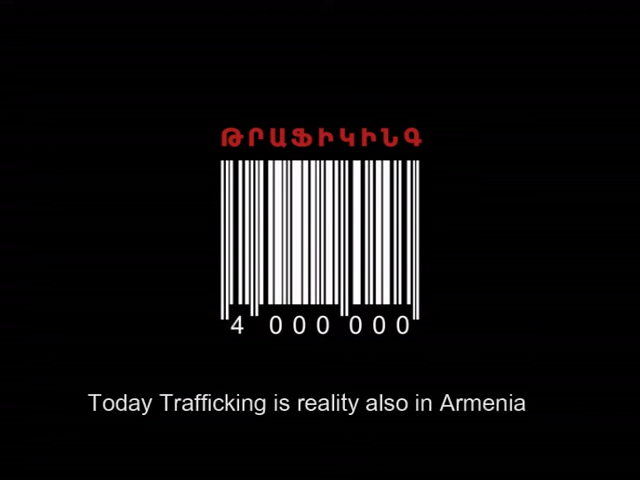 ԹՐԱՖԻԿԻՆԳ
4 000 000
Today Trafficking is reality also in Armenia